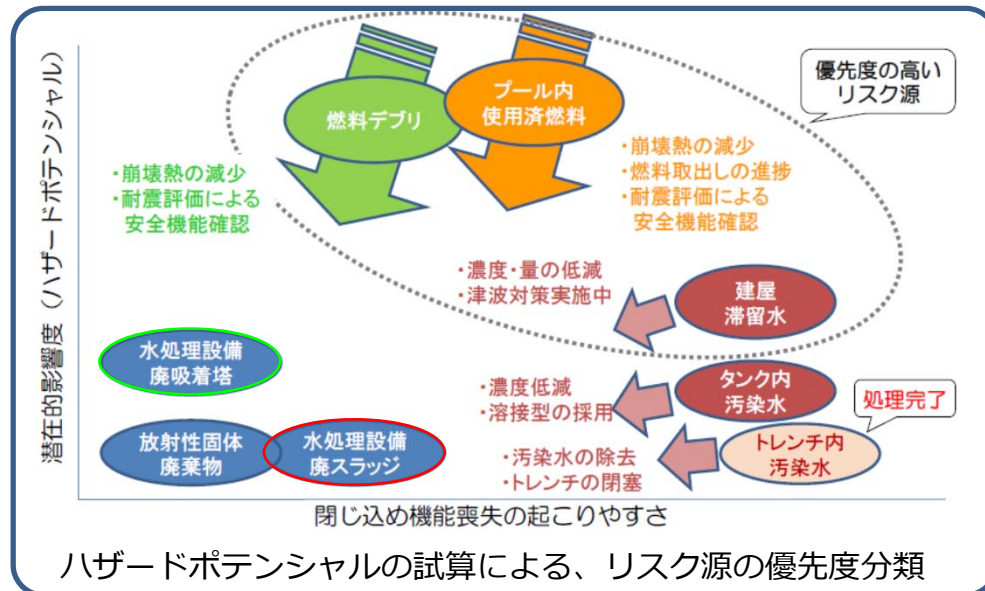 潜在的影響度（ハザードポテンシャル）
優先度の高い
リスク源
燃料デブリ
プール内
使用済燃料
・崩壊熱の減少
・耐震評価による
安全機能確認
・崩壊熱の減少
・燃料取出しの進捗
・耐震評価による
安全機能確認
・濃度・量の低減
・津波対策実施中
建屋
滞留水
水処理設備
廃吸着塔
・濃度低減
・溶接型の採用
タンク内
汚染水
処理完了
放射性固体
廃棄物
水処理設備
廃スラッジ
・汚染水の除去
・トレンチの閉塞
トレンチ内
汚染水
閉じ込め機能喪失の起こりやすさ
ハザードポテンシャルの試算による、リスク源の優先度分類